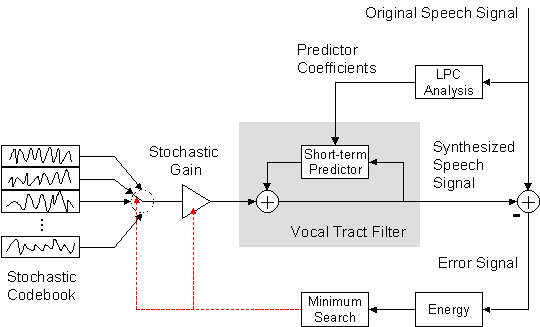 Original Speech Signal
Predictor
Coefficients
LPC
Analysis
Stochastic
Gain
Short-term
Predictor
Synthesized
Speech
Signal
+
+
-
Vocal Tract Filter
Stochastic
Codebook
Error Signal
Minimum
Search
Energy